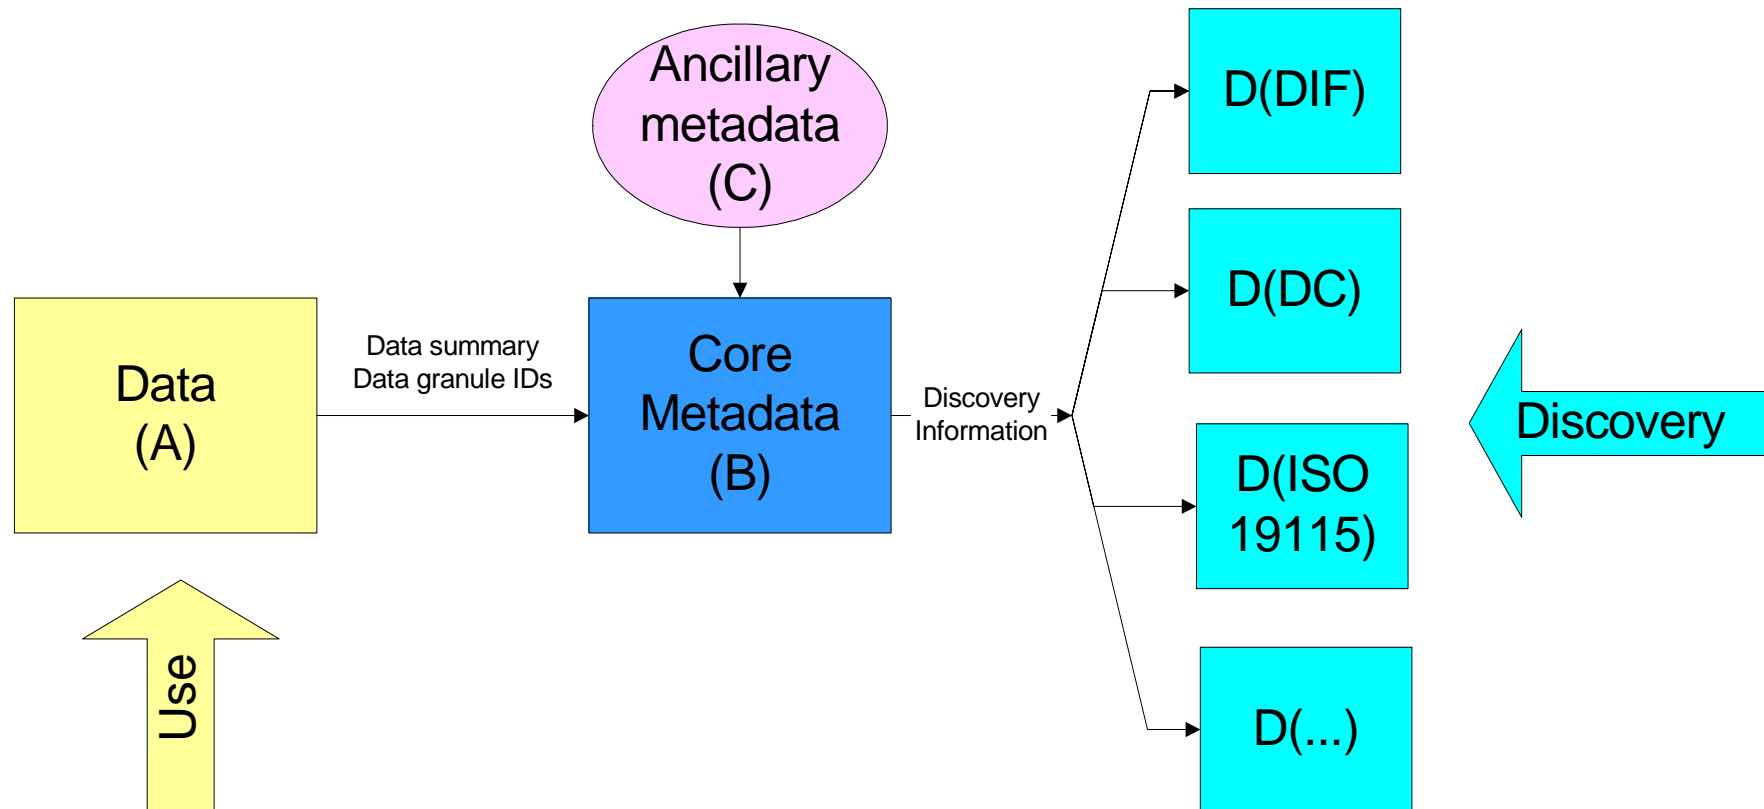 Ancillary
metadata
(C)
D(DIF)
D(DC)
Data
(A)
Data summary
Data granule IDs
Core
Metadata
(B)
Discovery
Information
D(ISO
19115)
Discovery
Use
D(...)